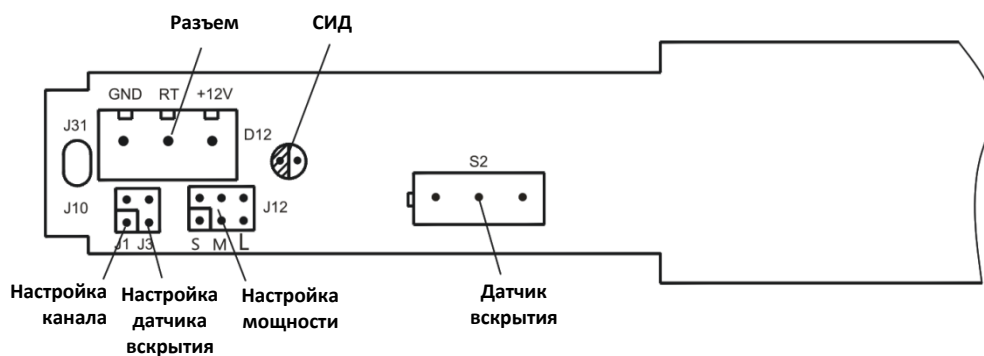 Разъем СИД
GND RT +12V
J31
D12
S2
J10
J12
J1 J3 S M L
Настройка
канала
Настройка
датчика
вскрытия
Настройка
мощности
Датчик
вскрытия